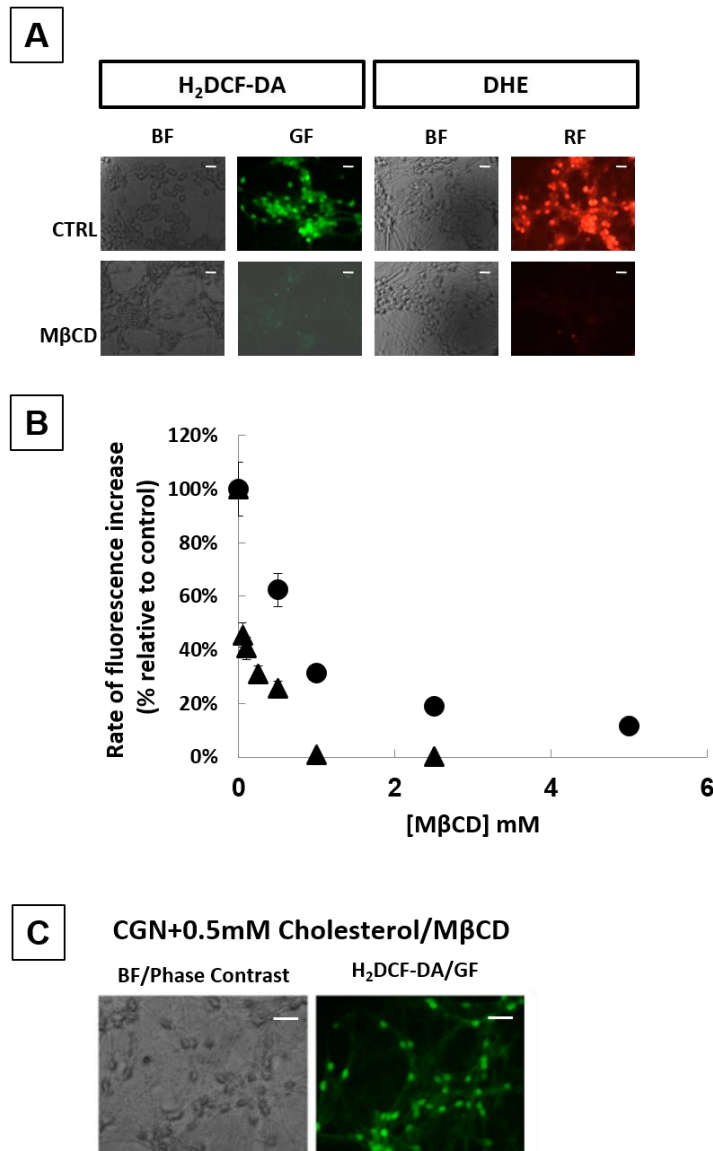 A
H₂DCF-DA DHE
BF GF BF RF
CTRL
MβCD
B
120%
100%
80%
60%
40%
20%
0%
Rate of fluorescence increase
(% relative to control)
0 2 4 6
[MβCD] mM
C
CGN+0.5mM Cholesterol/MβCD
BF/Phase Contrast H₂DCF-DA/GF